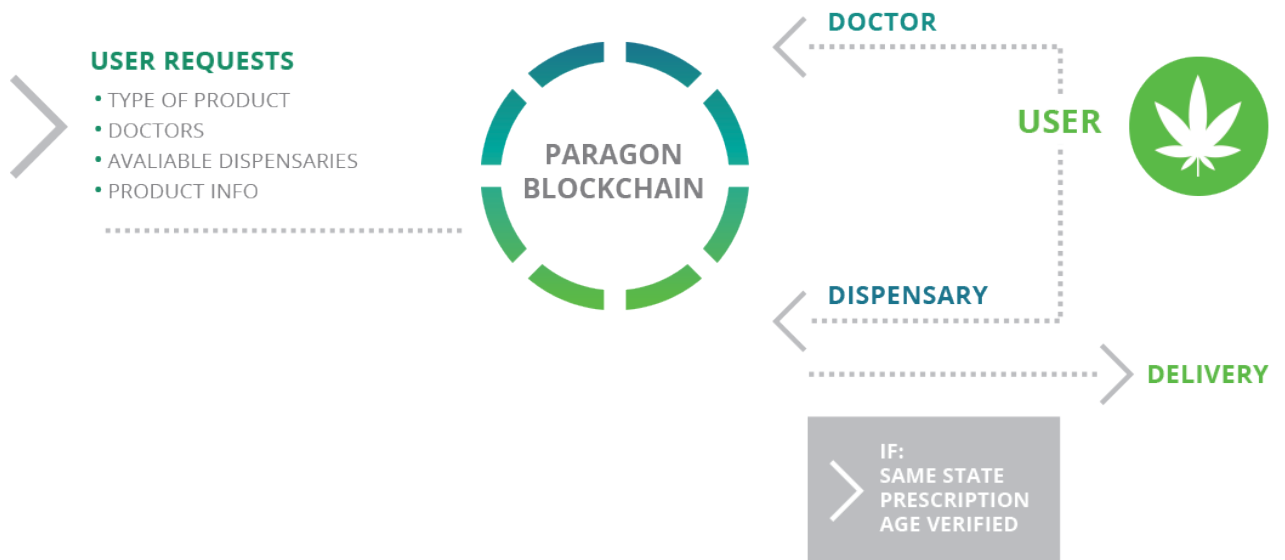 USER REQUESTS
• TYPE OF PRODUCT
• DOCTORS
• AVALIABLE DISPENSARIES
• PRODUCT INFO
PARAGON
BLOCKCHAIN
DOCTOR
USER
DISPENSARY
DELIVERY
IF:
SAME STATE
PRESCRIPTION
AGE VERIFIED